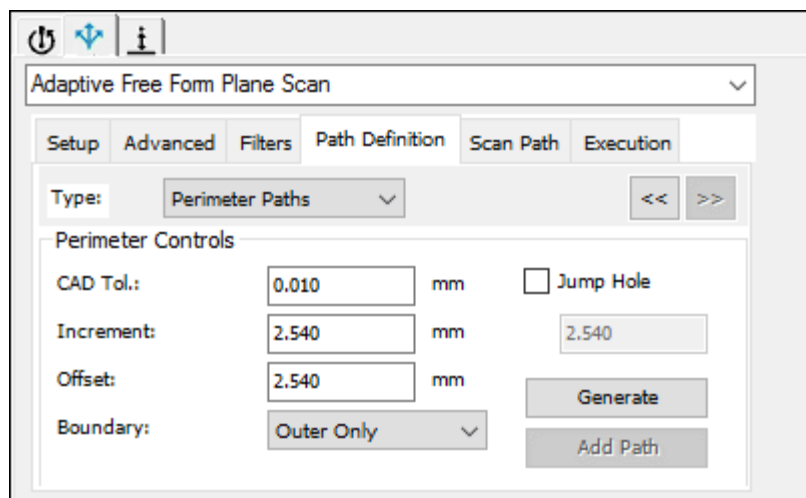 Adaptive Free Form Plane Scan
Setup Advanced Filters Path Definition Scan Path Execution
Type: Perimeter Paths << >>
Perimeter Controls
CAD Tol.: 0.010 mm Jump Hole
Increment: 2.540 mm 2.540
Offset: 2.540 mm Generate
Boundary: Outer Only Add Path